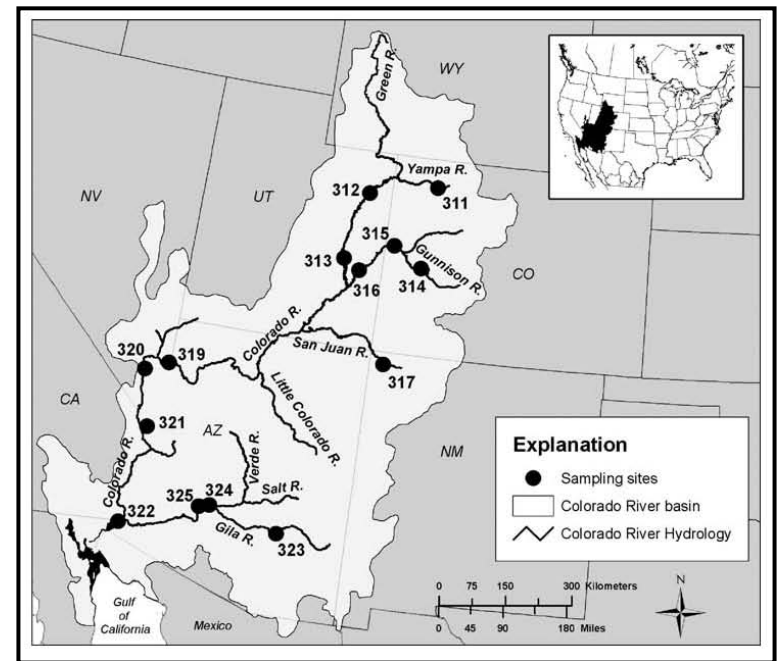 WY
Green R.
Yampa R.
312
311
NV
UT
315
Gunnison R.
313
316
314
CO
Colorado R.
San Juan R.
320
319
317
Little Colorado R.
CA
321
AZ
Colorado R.
Verde R.
NM
Salt R.
325
324
322
Gila R.
323
Gulf
of
California
Mexico
Explanation
Sampling sites
Colorado River basin
Colorado River Hydrology
0 75 150 300 Kilometers
0 45 90 180 Miles
N